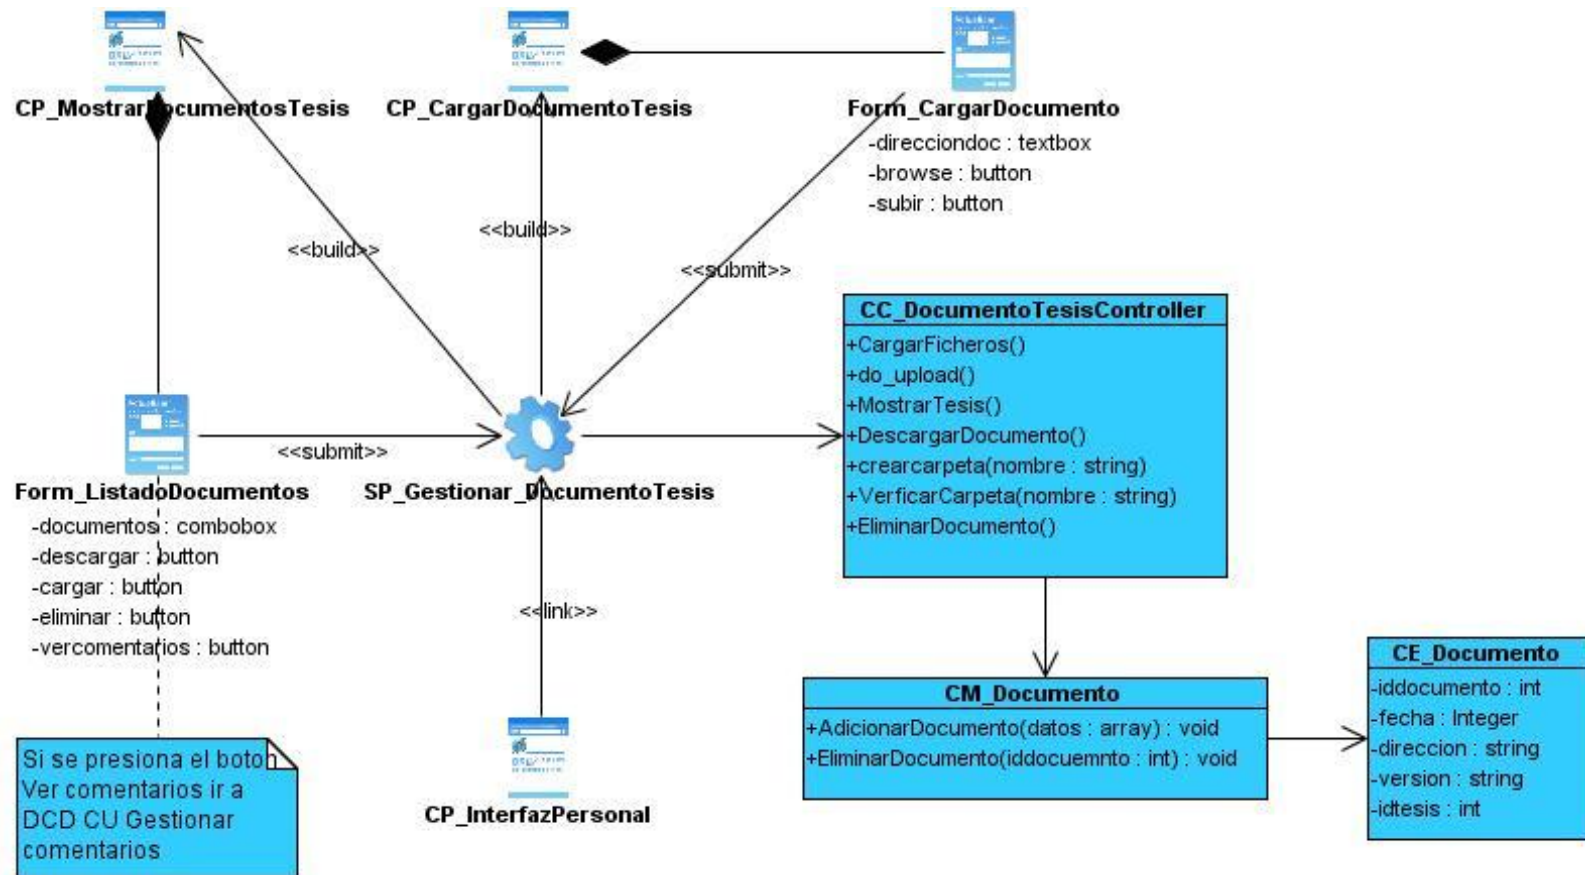 CP_MostrarDocumentosTesis
CP_CargarDocumentoTesis
Form_CargarDocumento
-direcciondoc : textbox
-browse : button
-subir : button
<<build>>
<<build>>
<<submit>>
CC_DocumentoTesisController
+CargarFicheros()
+do_upload()
+MostrarTesis()
+DescargarDocumento()
+crearcarpeta(nombre : string)
+VerficarCarpeta(nombre : string)
+EliminarDocumento()
<<submit>>
Form_ListadoDocumentos
-documentos : combobox
-descargar : button
-cargar : button
-eliminar : button
-vercomentarios : button
SP_Gestionar_DocumentoTesis
<<link>>
CP_InterfazPersonal
CM_Documento
+AdicionarDocumento(datos : array) : void
+EliminarDocumento(iddocuemnto : int) : void
CE_Documento
-iddocumento : int
-fecha : Integer
-direccion : string
-version : string
-idtesis : int
Si se presiona el boton
Ver comentarios ir a
DCD CU Gestionar
comentarios